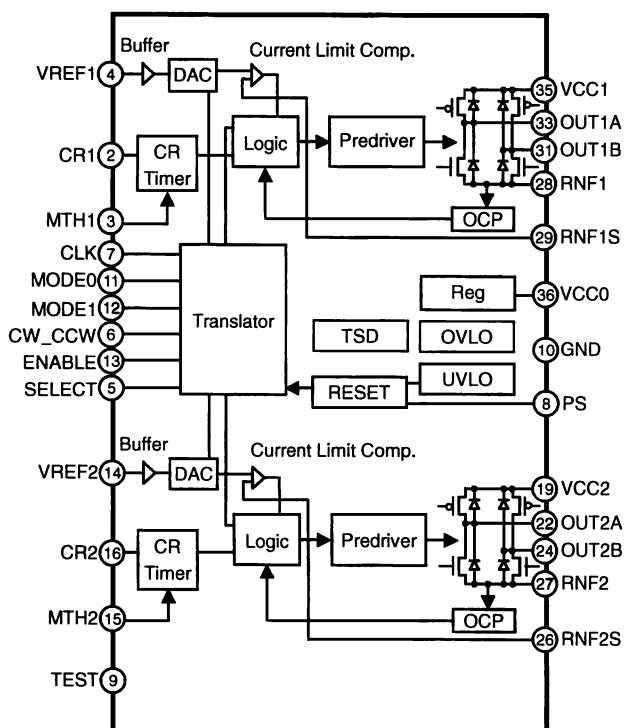 Buffer
Current Limit Comp.
VREF1 4
DAC
35 VCC1
33 OUT1A
Logic
Predriver
31 OUT1B
CR1 2
CR
Timer
28 RNF1
MTH1 3
OCP
29 RNF1S
CLK 7
MODE0 11
Reg
36 VCC0
MODE1 12
Translator
TSD
OVLO
CW_CCW 6
10 GND
ENABLE 13
UVLO
SELECT 5
RESET
8 PS
Buffer
Current Limit Comp.
VREF2 14
DAC
19 VCC2
22 OUT2A
Logic
Predriver
24 OUT2B
CR2 16
CR
Timer
27 RNF2
MTH2 15
OCP
26 RNF2S
TEST 9